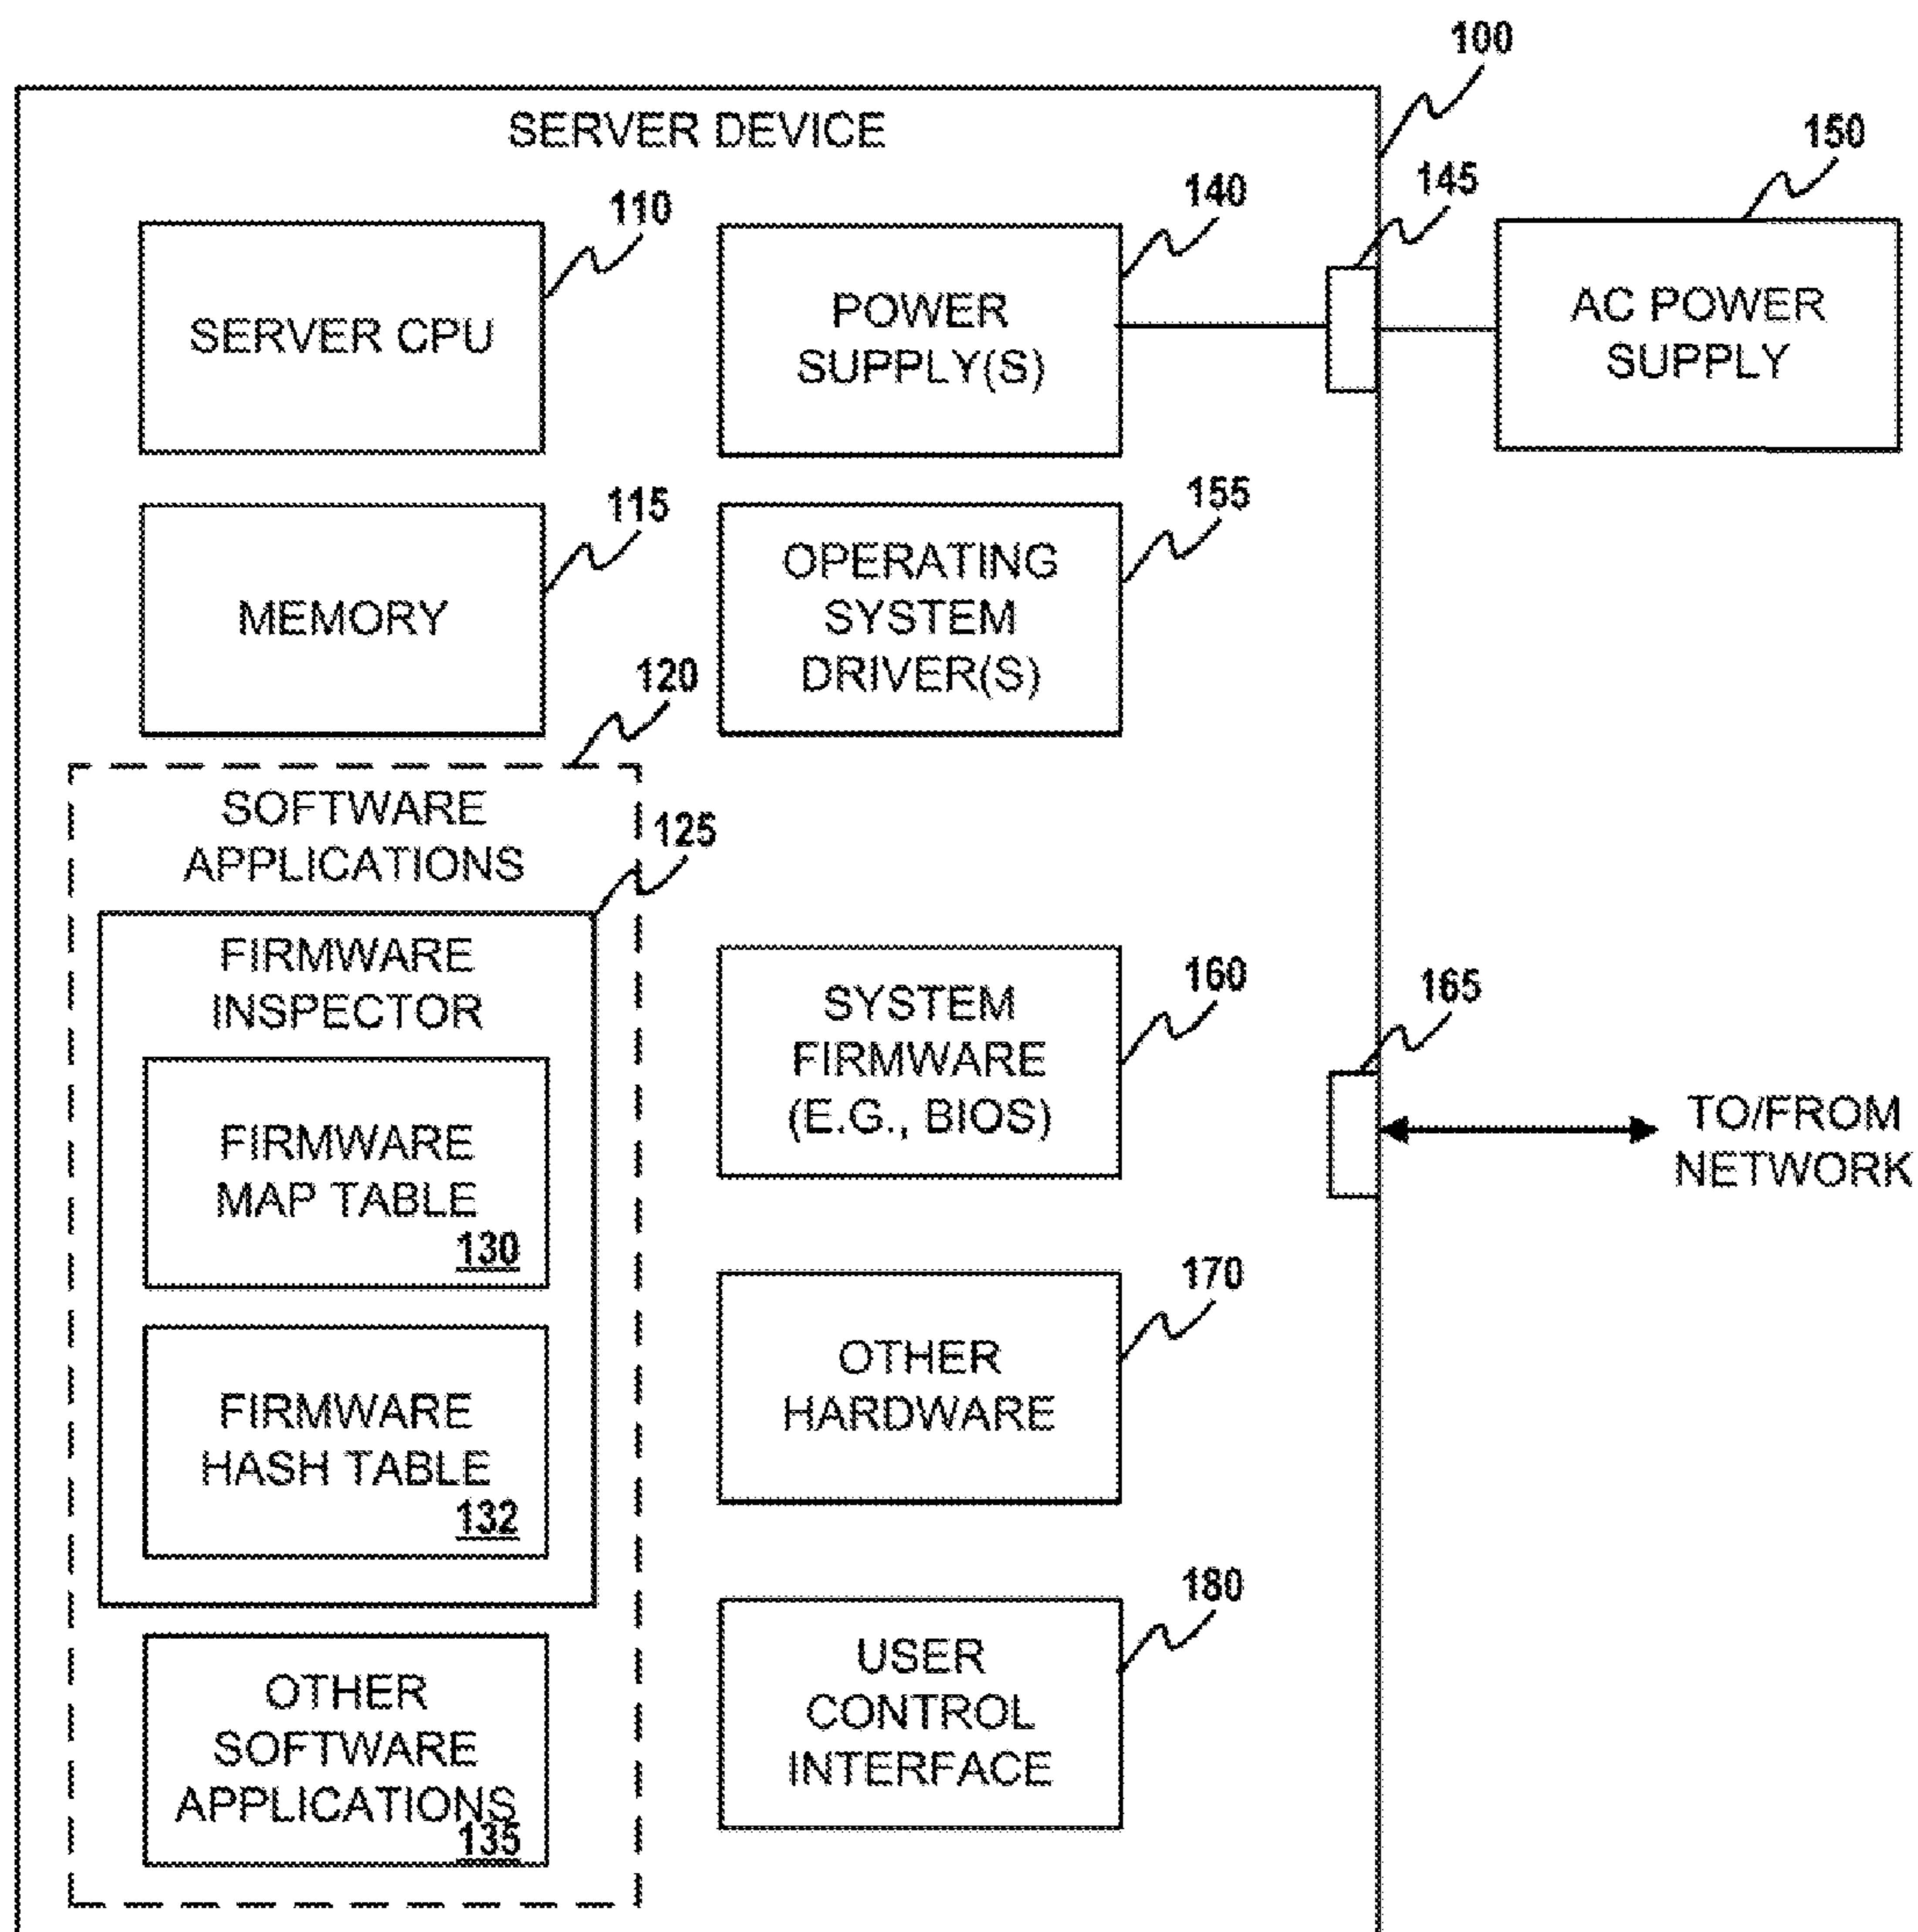 100
SERVER DEVICE
150
145
140
110
SERVER CPU
POWER
SUPPLY(S)
AC POWER
SUPPLY
115
155
MEMORY
OPERATING
SYSTEM
DRIVER(S)
120
SOFTWARE
APPLICATIONS
125
FIRMWARE
INSPECTOR
FIRMWARE
MAP TABLE
130
FIRMWARE
HASH TABLE
132
OTHER
SOFTWARE
APPLICATIONS
135
160
SYSTEM
FIRMWARE
(E.G., BIOS)
165
TO/FROM
NETWORK
170
OTHER
HARDWARE
180
USER
CONTROL
INTERFACE